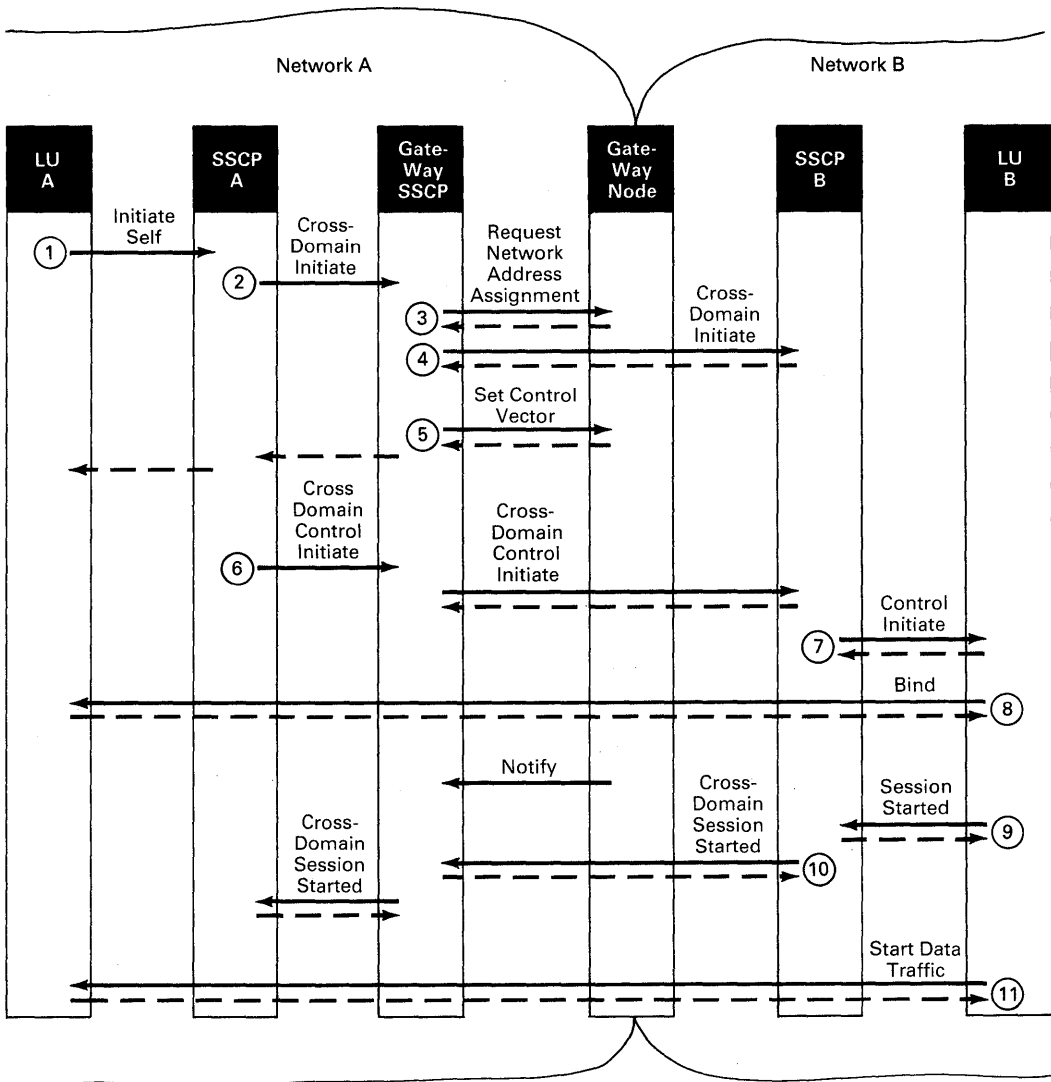 Network A
Network B
LU
A
SSCP
A
Gate-
Way
SSCP
Gate-
Way
Node
SSCP
B
LU
B
Initiate
Self
1
Cross-
Domain
Initiate
2
Request
Network
Address
Assignment
3
Cross-
Domain
Initiate
4
Set Control
Vector
5
Cross
Domain
Control
Initiate
6
Cross-
Domain
Control
Initiate
Control
Initiate
7
Bind
8
Notify
Session
Started
9
Cross-
Domain
Session
Started
10
Cross-
Domain
Session
Started
Start Data
Traffic
11